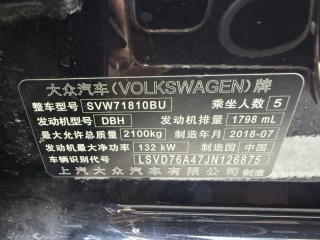 大众汽车(VOLKSWAGEN)牌
整车型号 SVW71810BU 乘坐人数 5
发动机型号 DBH 发动机排量 1798 mL
最大允许总质量 2100kg 制造年月 2018-07
发动机最大净功率 132 kW 制造国 中国
车辆识别代号 LSVD76A47JN126875
上汽大众汽车有限公司 制造